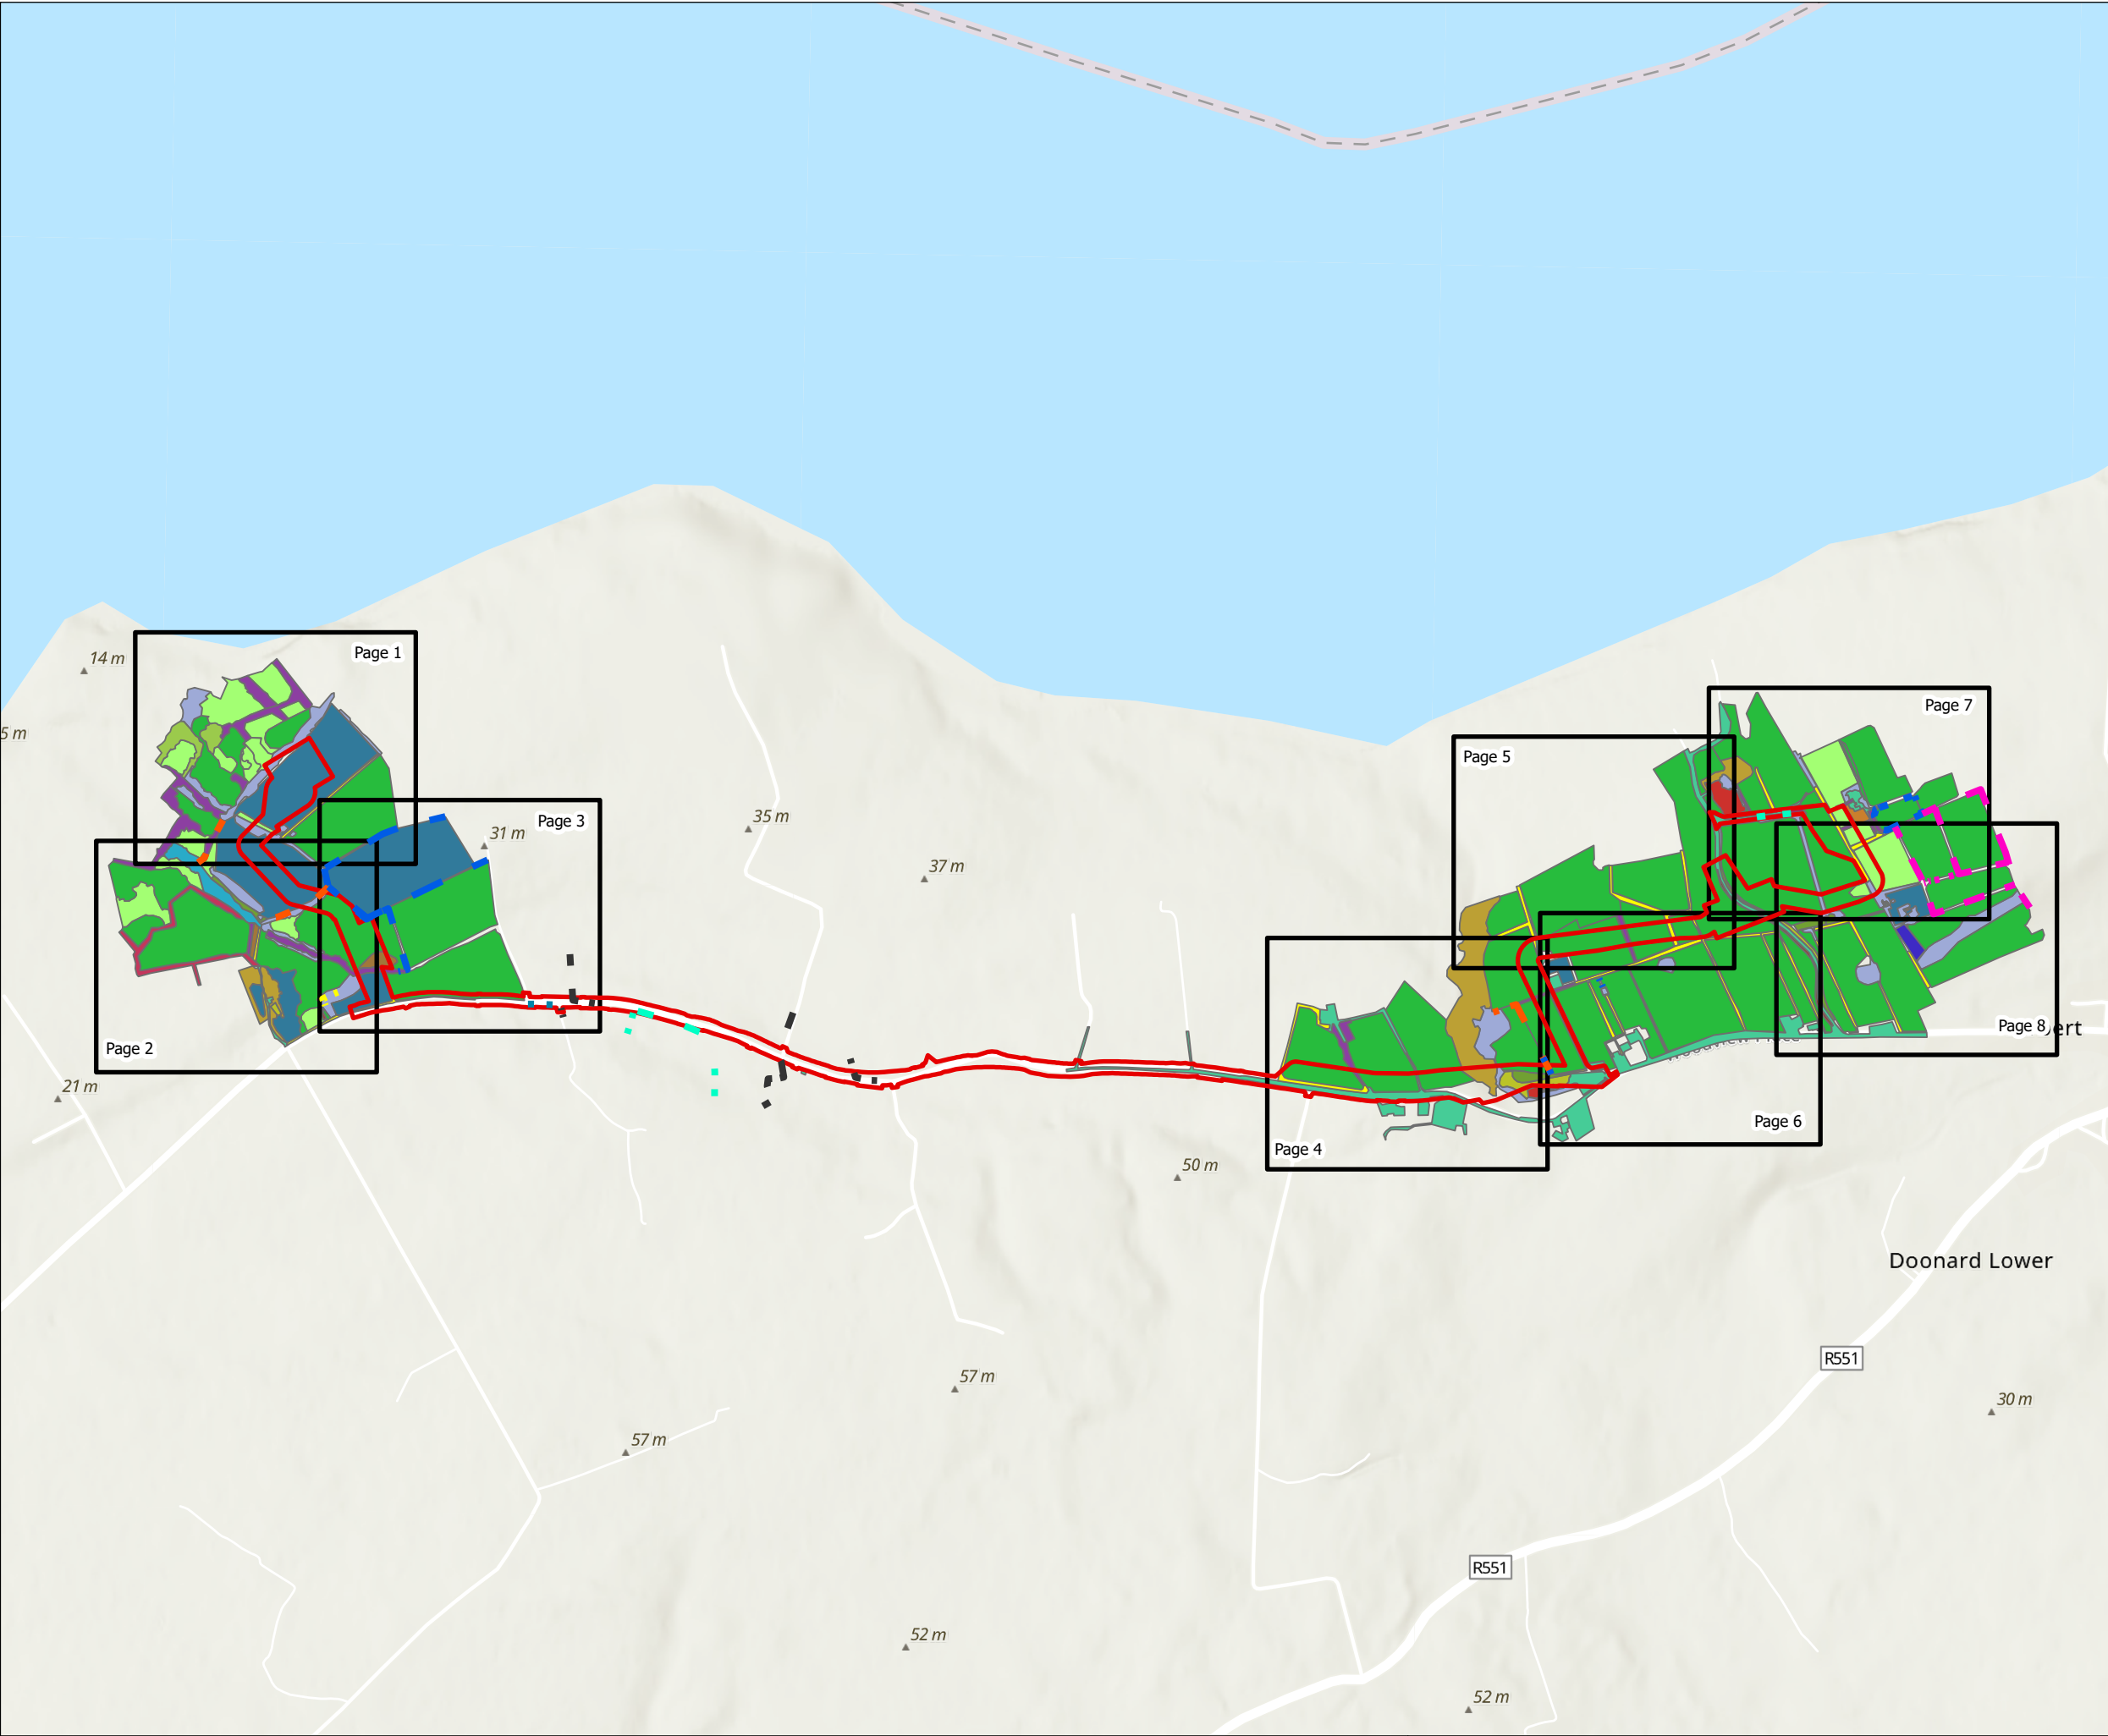 Page 1
14 m
Page 7
5 m
Page 5
35 m
Page 3
31 m
37 m
Page 8
ert
Page 2
21 m
Page 6
Page 4
50 m
Doonard Lower
R551
57 m
30 m
57 m
R551
52 m
52 m